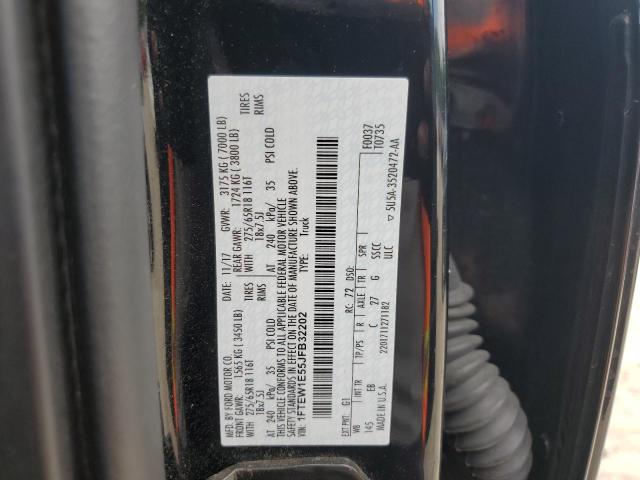 MFD. BY FORD MOTOR CO.
DATE: 11/17 GVWR: 3175 KG ( 7000 LB)
FRONT GAWR: 1565 KG ( 3450 LB) REAR GAWR: 1724 KG ( 3800 LB)
WITH 275/65R18 116T TIRES WITH 275/65R18 116T TIRES
18x7.5J RIMS 18x7.5J RIMS
AT 240 kPa/ 35 PSI COLD AT 240 kPa/ 35 PSI COLD
THIS VEHICLE CONFORMS TO ALL APPLICABLE FEDERAL MOTOR VEHICLE
SAFETY STANDARDS IN EFFECT ON THE DATE OF MANUFACTURE SHOWN ABOVE.
VIN: 1FTEW1E55JFB32202 TYPE: Truck
EXT PNT: G1 RC: 72 DSO: F0037
T0735
WB INT TR TP/PS R AXLE TR SPR
145 EB C 27 G SSCC
ULC
MADE IN U.S.A. 2201711271182
5U5A-3520472-AA